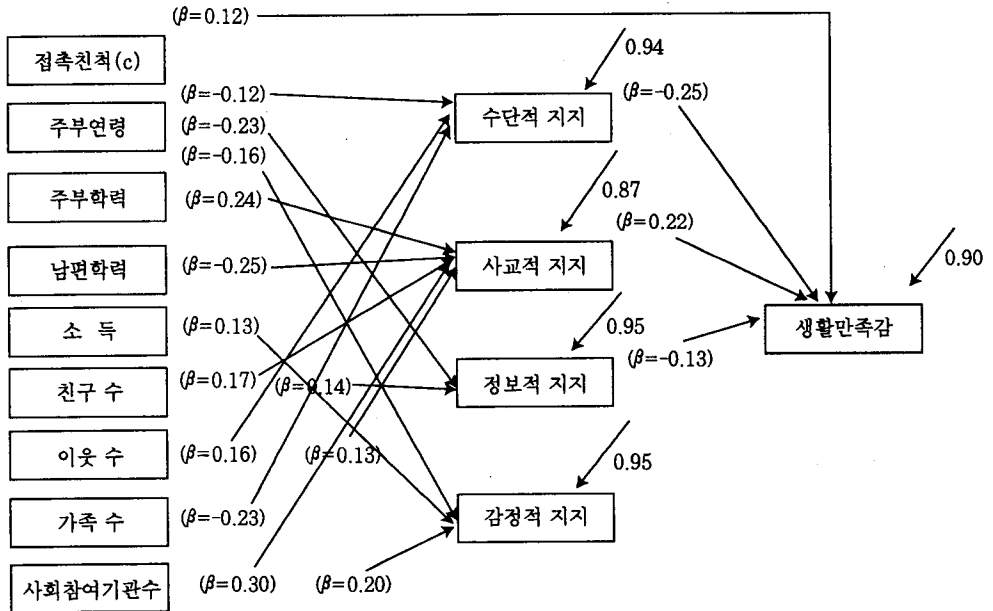 (β=0.12)
접촉친척(c)
0.94
(β=-0.12)
(β=-0.25)
수단적 지지
주부연령
(β=-0.23)
(β=-0.16)
주부학력
(β=0.24)
0.87
(β=0.22)
남편학력
(β=-0.25)
사교적 지지
0.90
소 득
(β=0.13)
0.95
생활만족감
(β=-0.13)
친구 수
(β=0.17)
(β=0.14)
정보적 지지
이웃 수
(β=0.16)
(β=0.13)
0.95
가족 수
(β=-0.23)
감정적 지지
사회참여기관수
(β=0.30)
(β=0.20)